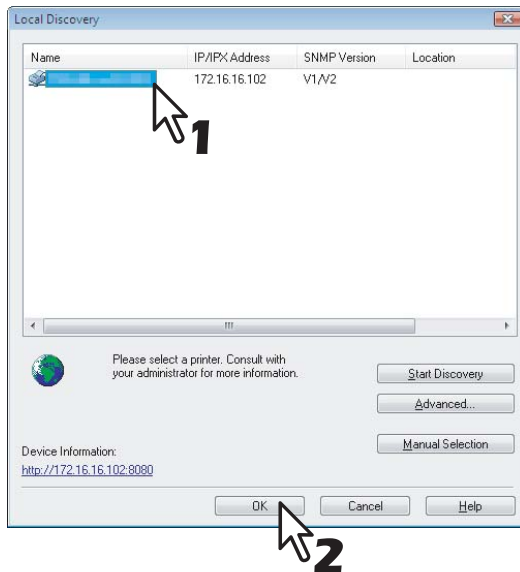 Local Discovery
Name IP/IPX Address SNMP Version Location
172.16.16.102 V1/V2
1
Please select a printer. Consult with
your administrator for more information.
Start Discovery
Advanced...
Manual Selection
Device Information:
http://172.16.16.102:8080
OK Cancel Help
2